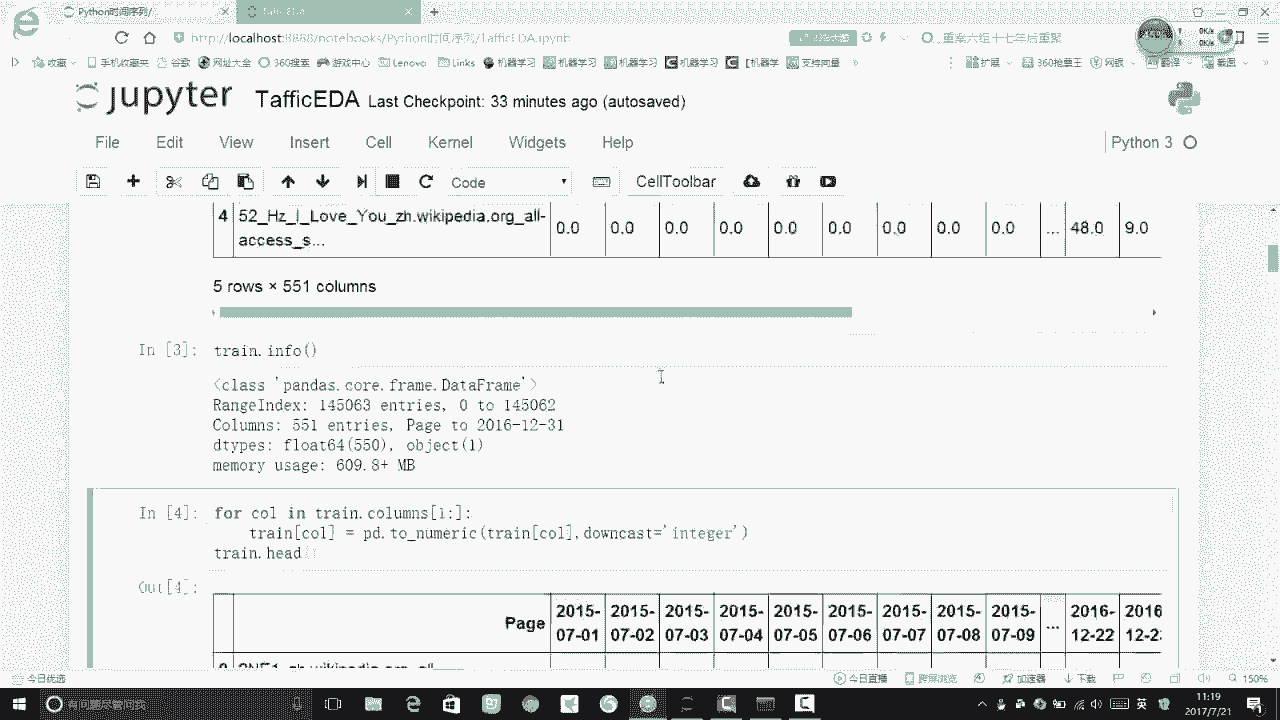 Python时间序列/
http://localhost:8888/notebooks/Python时间序列/TafficEDA.ipynb
重案六组十七年后重聚
收藏 手机收藏夹 谷歌 网址大全 360搜索 游戏中心 Lenovo Links 机器学习 机器学习 机器学习 机器学习 【机器学 支持向量 » 扩展 360抢票王 网银 翻译 截图 »
jupyter TafficEDA Last Checkpoint: 33 minutes ago (autosaved)
File Edit View Insert Cell Kernel Widgets Help Python 3
Code CellToolbar
4 52_Hz_I_Love_You_zh.wikipedia.org_all-access_s... 0.0 0.0 0.0 0.0 0.0 0.0 0.0 0.0 0.0 ... 48.0 9.0
5 rows × 551 columns
In [3]: train.info()
<class 'pandas.core.frame.DataFrame'>
RangeIndex: 145063 entries, 0 to 145062
Columns: 551 entries, Page to 2016-12-31
dtypes: float64(550), object(1)
memory usage: 609.8+ MB
In [4]: for col in train.columns[1:]:
train[col] = pd.to_numeric(train[col],downcast='integer')
train.head()
Out[4]:
Page 2015-07-01 2015-07-02 2015-07-03 2015-07-04 2015-07-05 2015-07-06 2015-07-07 2015-07-08 2015-07-09 ... 2016-12-22
今日优选 今日直播 跨屏浏览 加速器 下载 150%
有问题尽管问我 英 11:19
2017/7/21